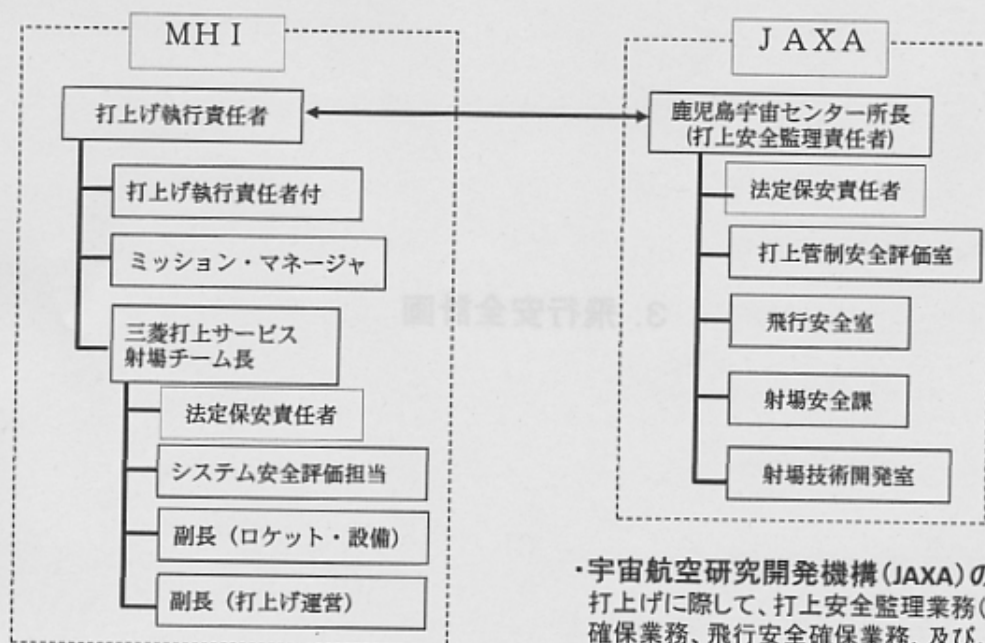 MHI
打上げ執行責任者
打上げ執行責任者付
ミッション・マネージャ
三菱打上サービス
射場チーム長
法定保安責任者
システム安全評価担当
副長（ロケット・設備）
副長（打上げ運営）
JAXA
鹿児島宇宙センター所長
(打上安全監理責任者)
法定保安責任者
打上管制安全評価室
飛行安全室
射場安全課
射場技術開発室
3. 飛行安全計画
・宇宙航空研究開発機構(JAXA)の
打上げに際して、打上安全監理業務(
確保業務、飛行安全確保業務、及び